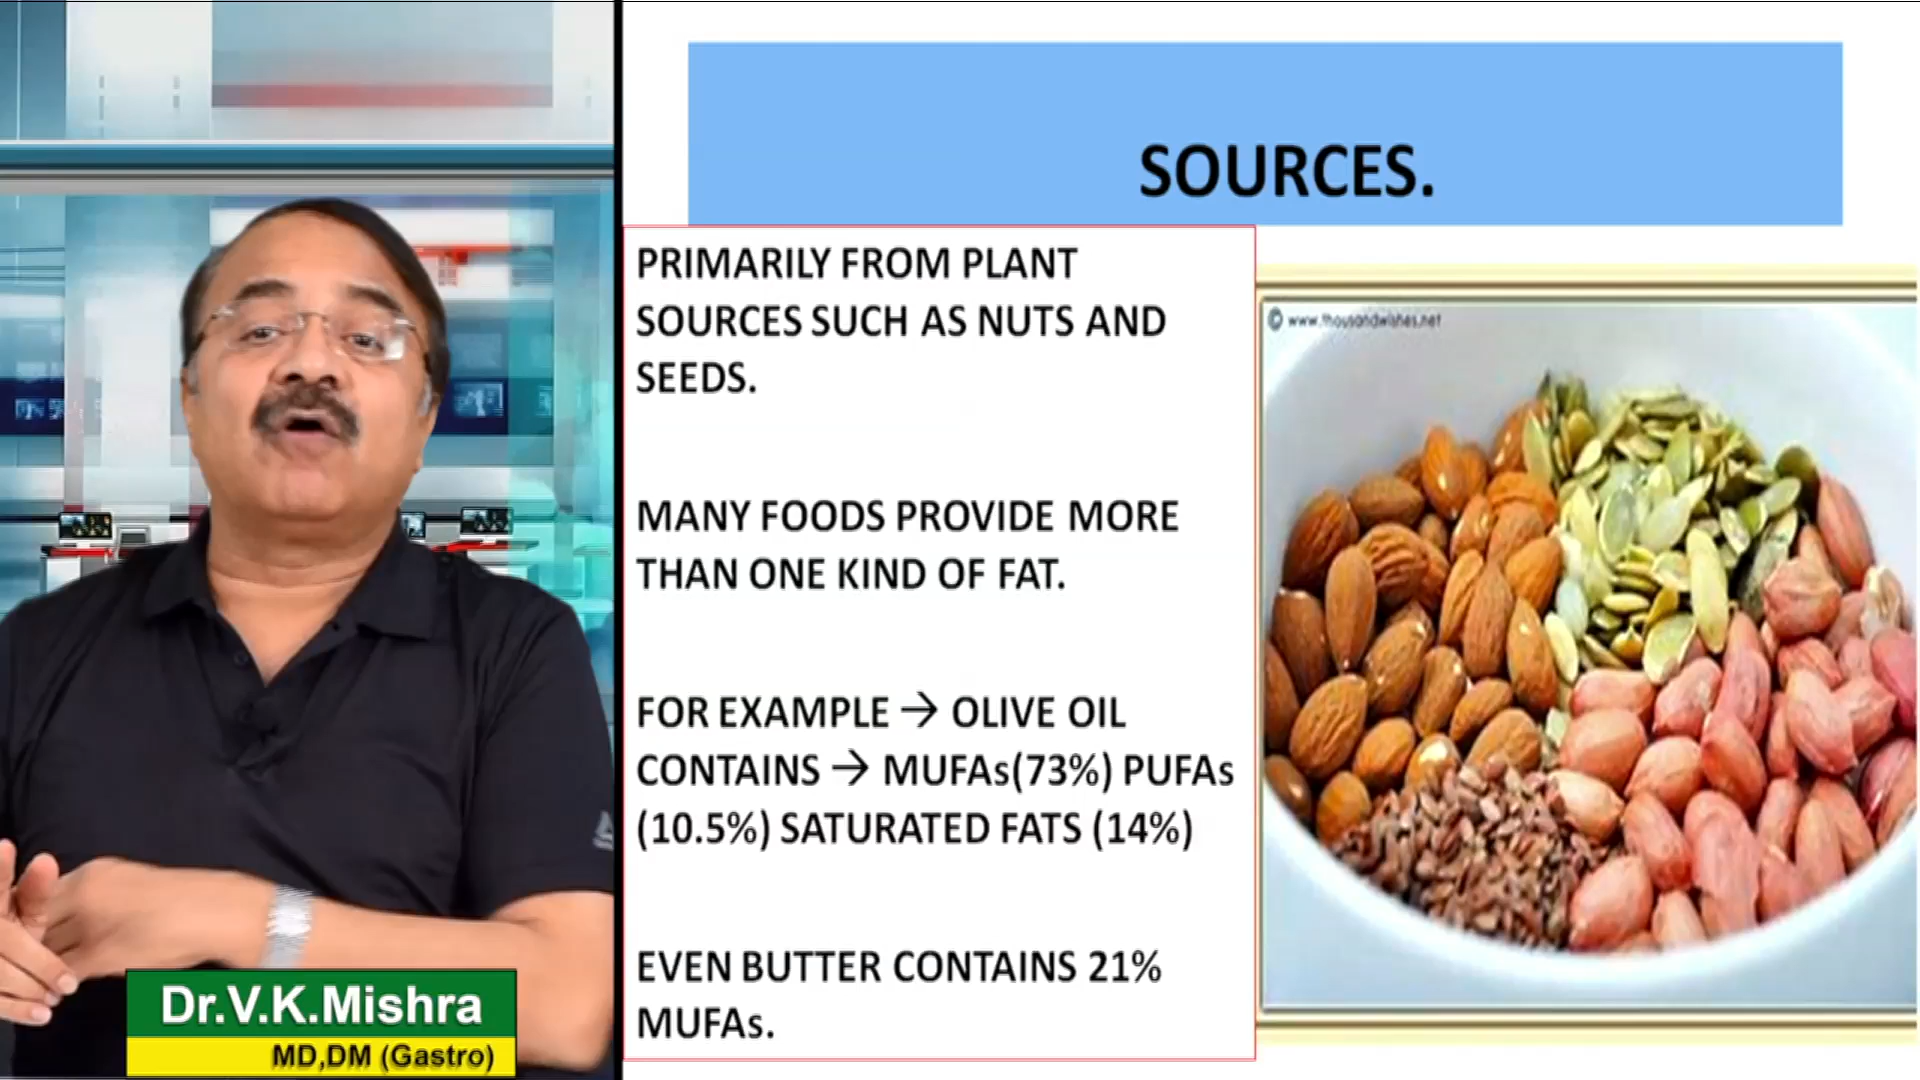 SOURCES.
PRIMARILY FROM PLANT
SOURCES SUCH AS NUTS AND
SEEDS.
MANY FOODS PROVIDE MORE
THAN ONE KIND OF FAT.
FOR EXAMPLE → OLIVE OIL
CONTAINS → MUFAs(73%) PUFAs
(10.5%) SATURATED FATS (14%)
EVEN BUTTER CONTAINS 21%
MUFAs.
© www.thousandwishes.net
Dr.V.K.Mishra
MD,DM (Gastro)